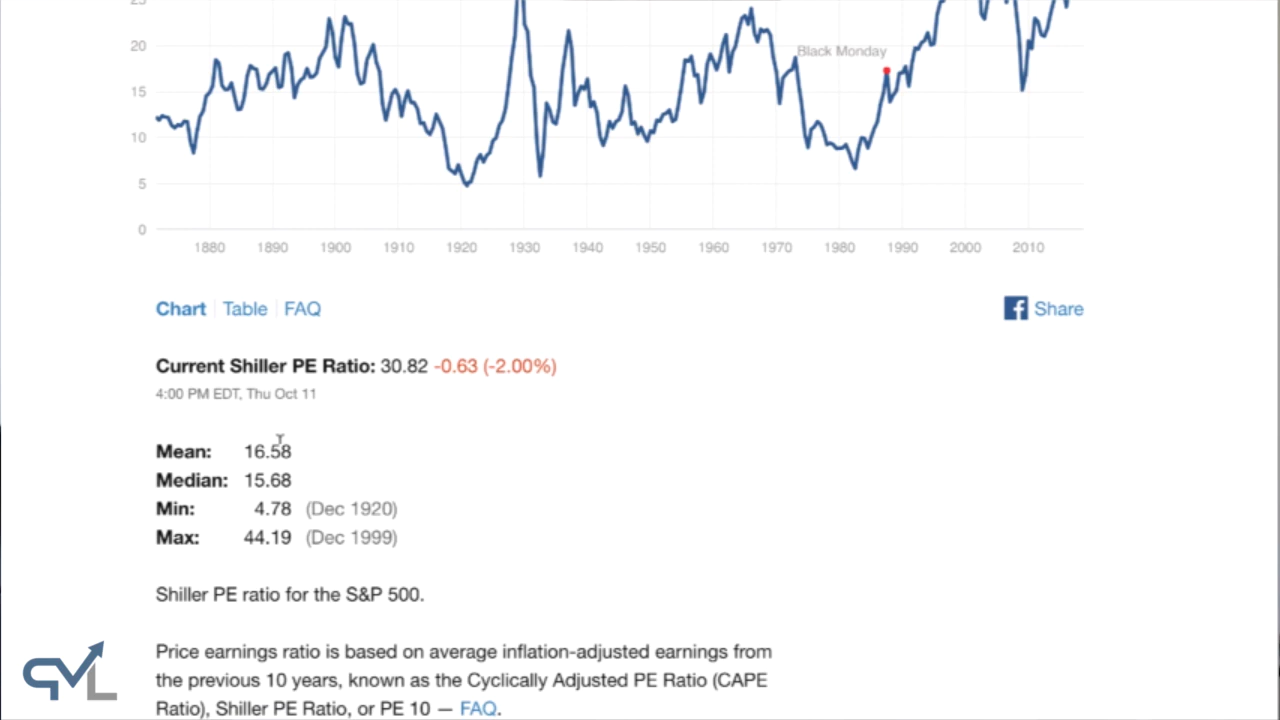 25
20
Black Monday
15
10
5
0
1880 1890 1900 1910 1920 1930 1940 1950 1960 1970 1980 1990 2000 2010
Chart Table FAQ Share
Current Shiller PE Ratio: 30.82 -0.63 (-2.00%)
4:00 PM EDT, Thu Oct 11
Mean: 16.58
Median: 15.68
Min: 4.78 (Dec 1920)
Max: 44.19 (Dec 1999)
Shiller PE ratio for the S&P 500.
Price earnings ratio is based on average inflation-adjusted earnings from
the previous 10 years, known as the Cyclically Adjusted PE Ratio (CAPE
Ratio), Shiller PE Ratio, or PE 10 — FAQ.